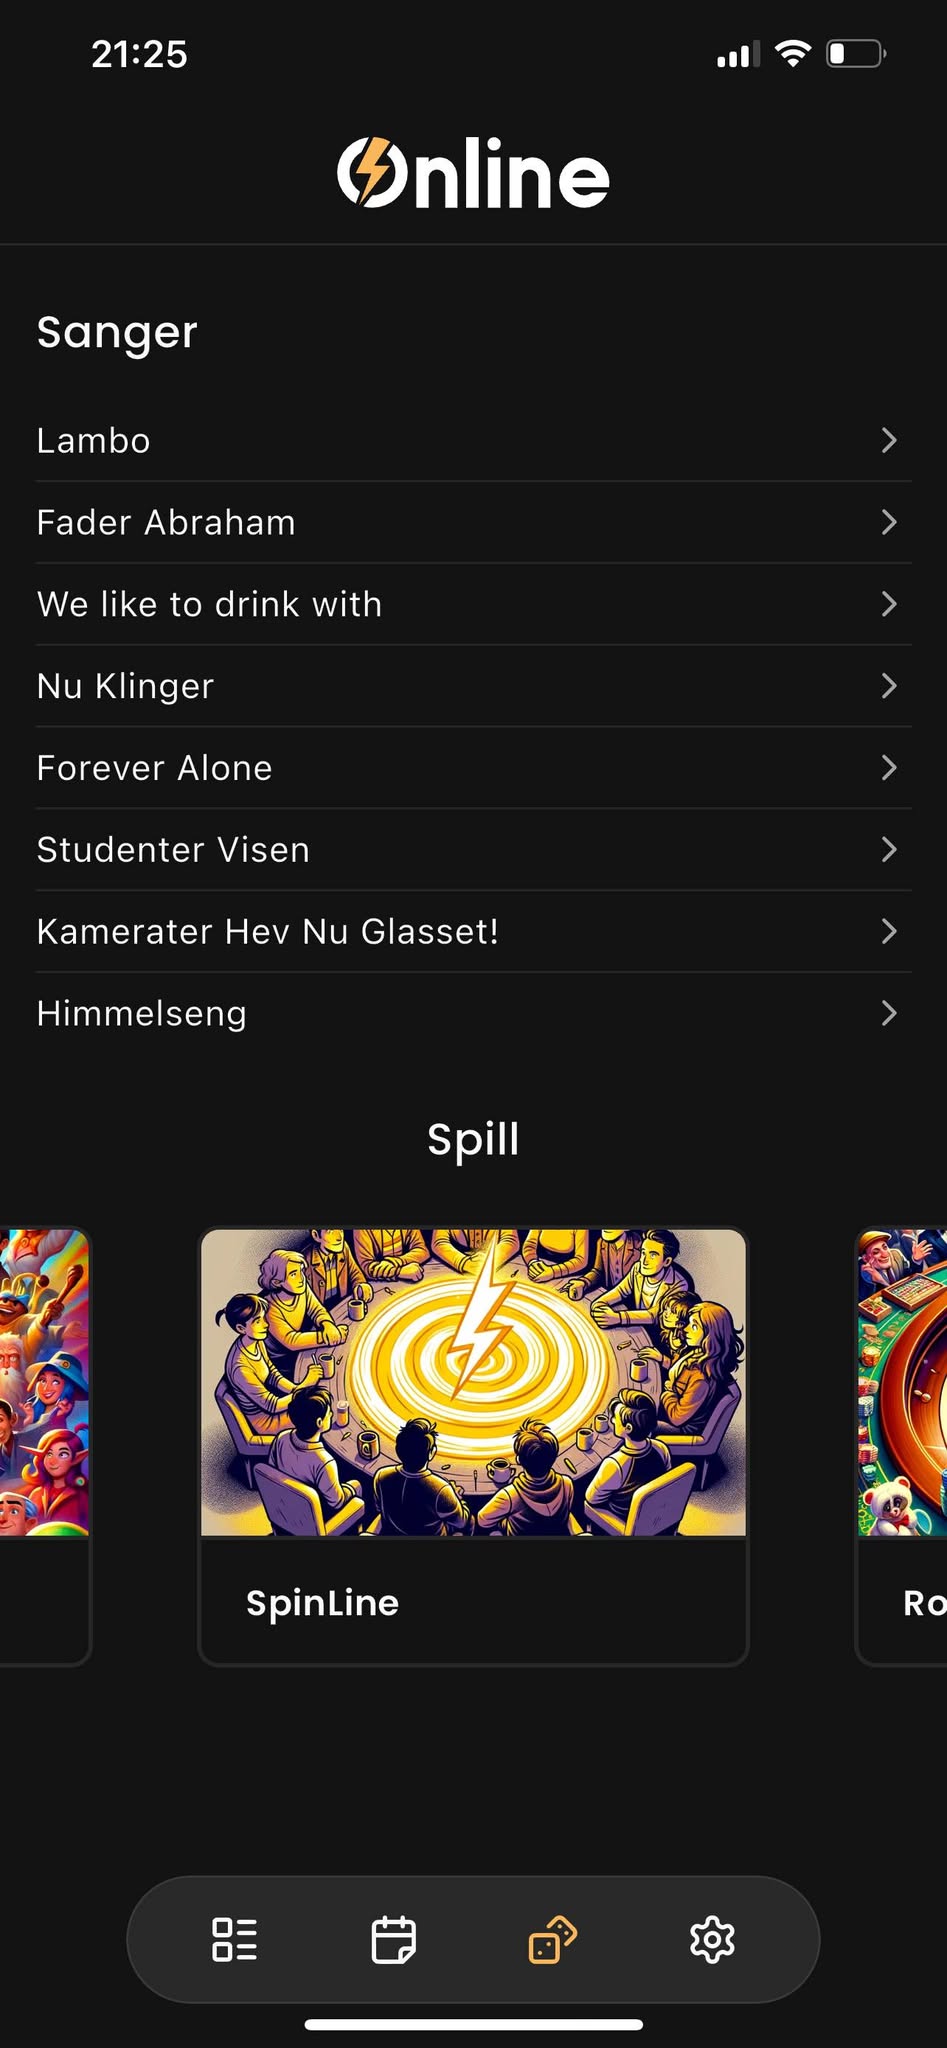 21:25
Online
Sanger
Lambo
Fader Abraham
We like to drink with
Nu Klinger
Forever Alone
Studenter Visen
Kamerater Hev Nu Glasset!
Himmelseng
Spill
SpinLine
Ro